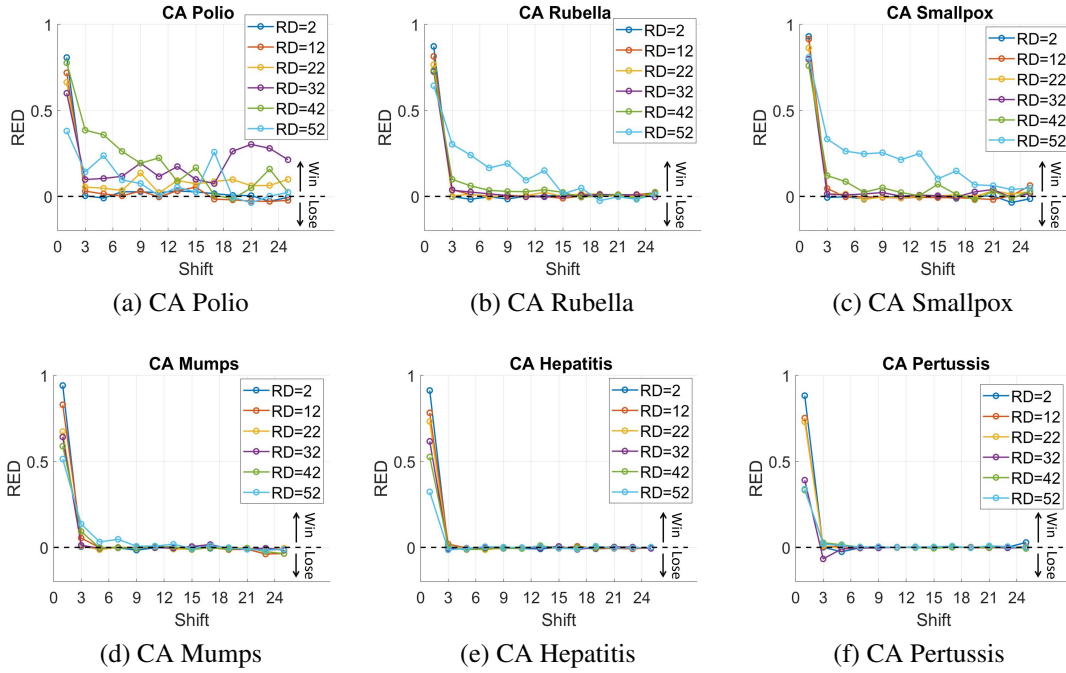 CA Polio
RED
1
0.5
0
RD=2
RD=12
RD=22
RD=32
RD=42
RD=52
Win
Lose
0 3 6 9 12 15 18 21 24
Shift
(a) CA Polio
CA Rubella
RED
1
0.5
0
RD=2
RD=12
RD=22
RD=32
RD=42
RD=52
Win
Lose
0 3 6 9 12 15 18 21 24
Shift
(b) CA Rubella
CA Smallpox
RED
1
0.5
0
RD=2
RD=12
RD=22
RD=32
RD=42
RD=52
Win
Lose
0 3 6 9 12 15 18 21 24
Shift
(c) CA Smallpox
CA Mumps
RED
1
0.5
0
RD=2
RD=12
RD=22
RD=32
RD=42
RD=52
Win
Lose
0 3 6 9 12 15 18 21 24
Shift
(d) CA Mumps
CA Hepatitis
RED
1
0.5
0
RD=2
RD=12
RD=22
RD=32
RD=42
RD=52
Win
Lose
0 3 6 9 12 15 18 21 24
Shift
(e) CA Hepatitis
CA Pertussis
RED
1
0.5
0
RD=2
RD=12
RD=22
RD=32
RD=42
RD=52
Win
Lose
0 3 6 9 12 15 18 21 24
Shift
(f) CA Pertussis